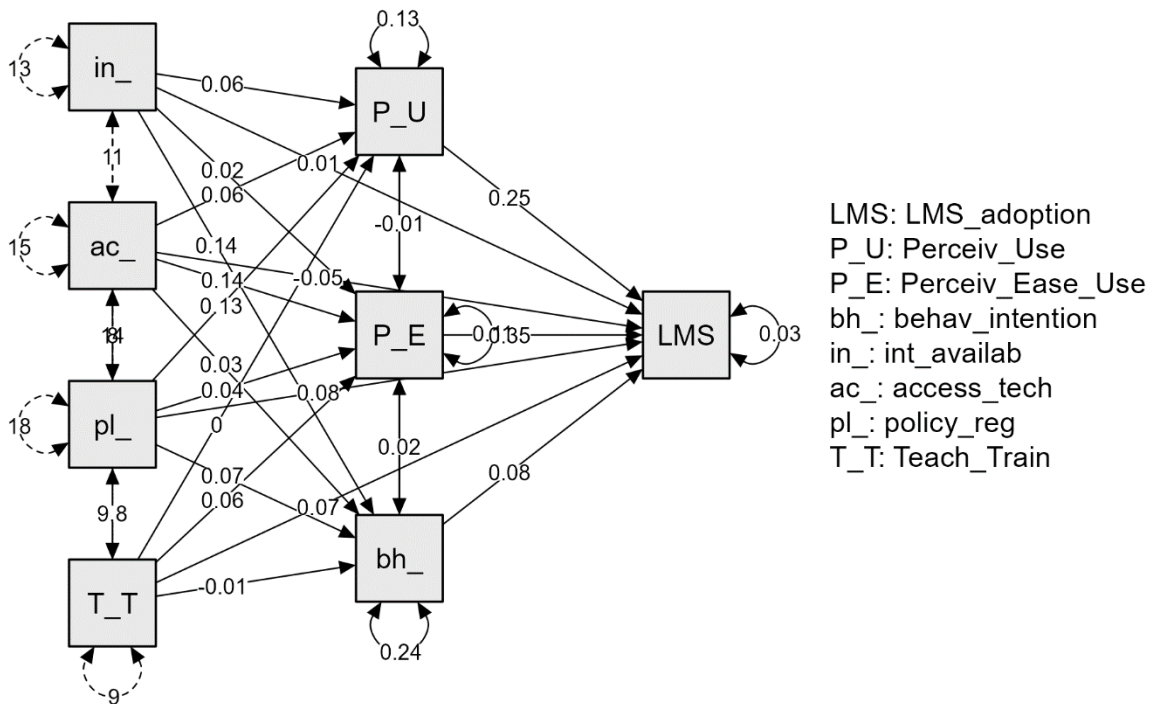 0.13
in_
13
0.06
P_U
11
0.02
0.01
0.06
0.25
-0.01
ac_
15
0.14
-0.05
0.14
0.13
P_E
LMS
0.03
0.03
0.04
0.08
pl_
18
0
0.02
0.07
0.08
0.06
0.07
9.8
bh_
-0.01
T_T
0.24
9
LMS: LMS_adoption
P_U: Perceiv_Use
P_E: Perceiv_Ease_Use
bh_: behav_intention
in_: int_availab
ac_: access_tech
pl_: policy_reg
T_T: Teach_Train